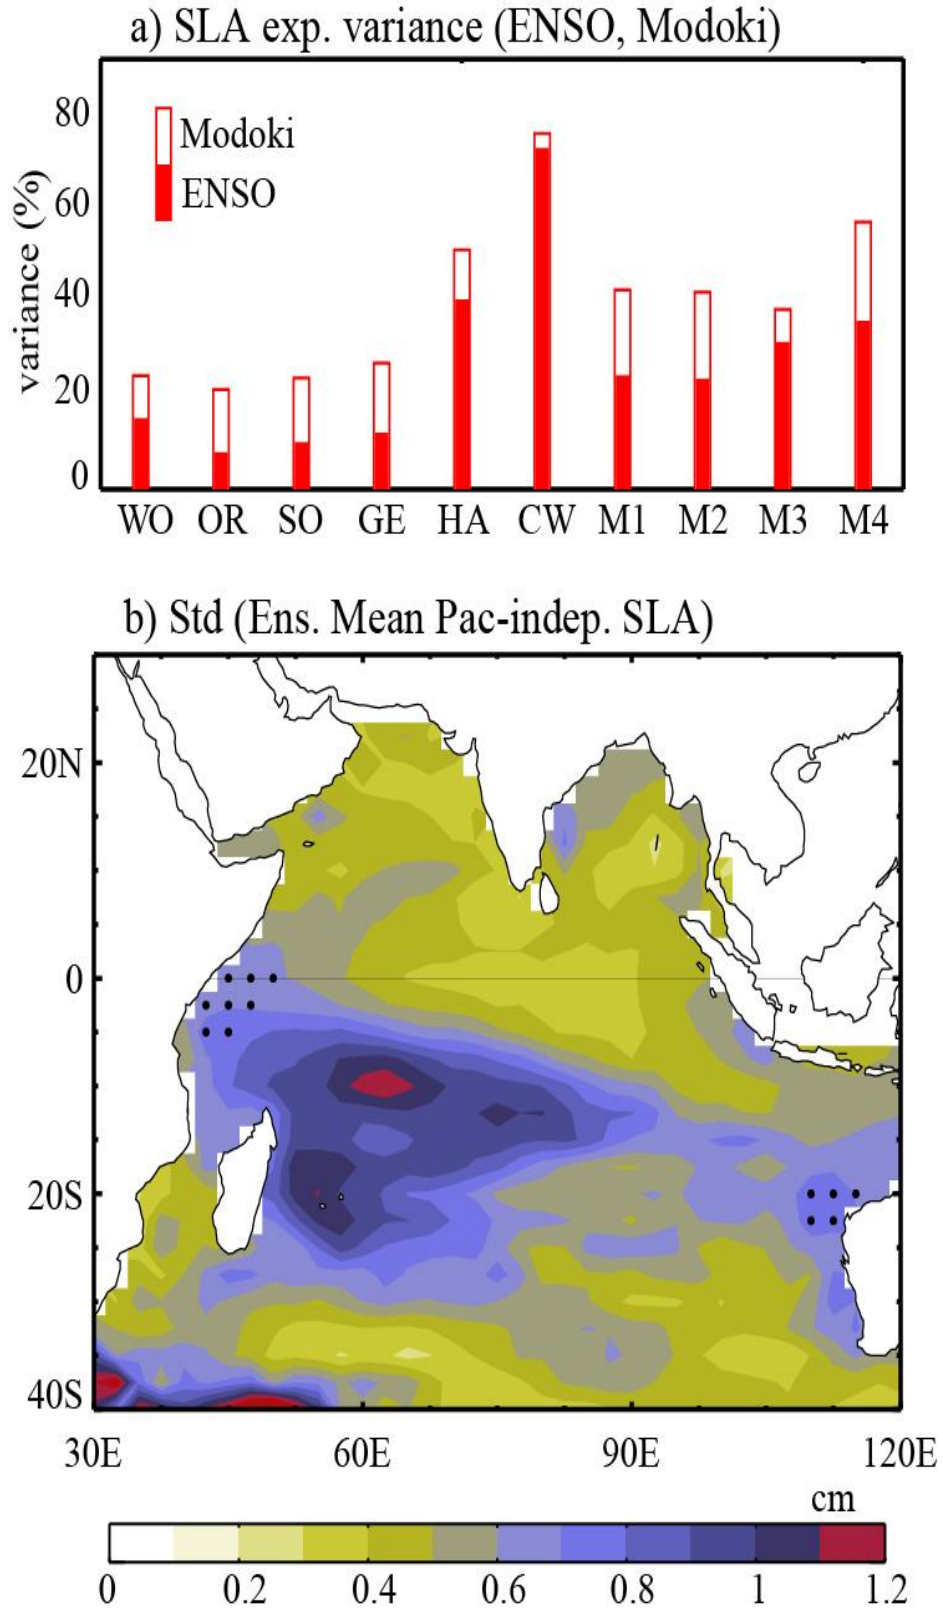 a) SLA exp. variance (ENSO, Modoki)
80
60
40
20
0
variance (%)
Modoki
ENSO
WO OR SO GE HA CW M1 M2 M3 M4
b) Std (Ens. Mean Pac-indep. SLA)
20N
0
20S
40S
30E 60E 90E 120E
cm
0 0.2 0.4 0.6 0.8 1 1.2